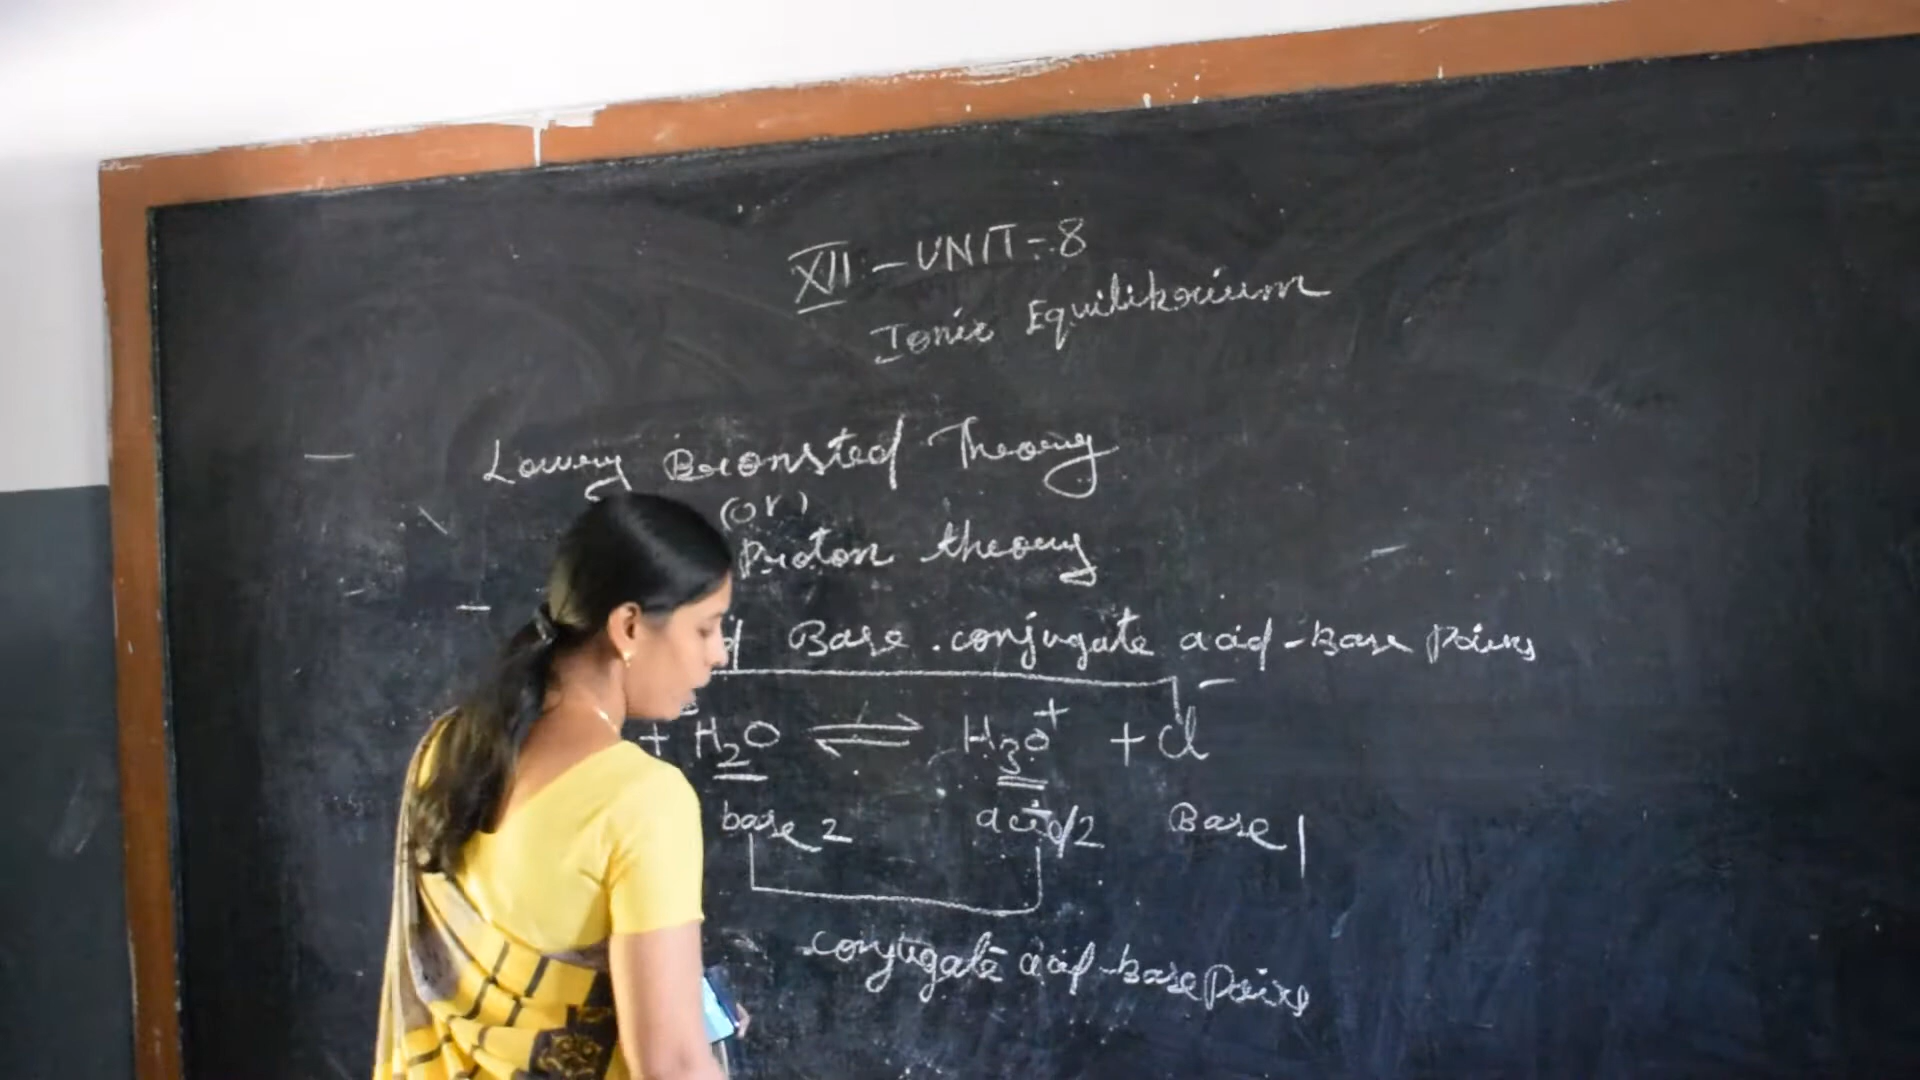 XII - UNIT - 8
Ionic Equilibrium
Lowry Bronsted Theory
(or)
Proton theory
Base . conjugate acid - Base pairs
+ H₂O ⇌ H₃O⁺ + Cl⁻
base 2 acid 2 Base 1
conjugate acid - base pairs